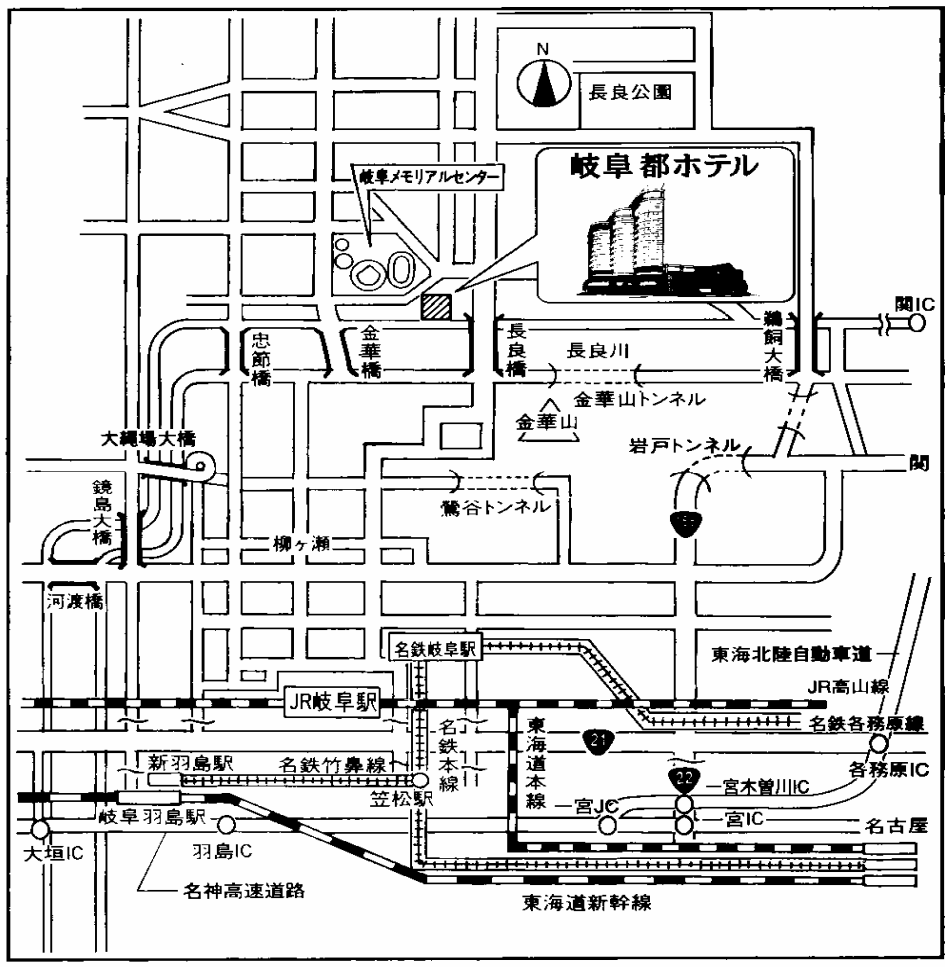 N
長良公園
岐阜都ホテル
岐阜メモリアルセンター
関IC
忠節橋
金華橋
長良橋
長良川
鵜飼大橋
金華山トンネル
金華山
大縄場大橋
岩戸トンネル
関
鏡島大橋
鶯谷トンネル
柳ヶ瀬
河渡橋
名鉄岐阜駅
東海北陸自動車道
JR高山線
JR岐阜駅
名鉄各務原線
名鉄本線
東海道本線
21
新羽島駅
名鉄竹鼻線
各務原IC
22
笠松駅
一宮木曽川IC
岐阜羽島駅
一宮JC
一宮IC
名古屋
大垣IC
羽島IC
名神高速道路
東海道新幹線